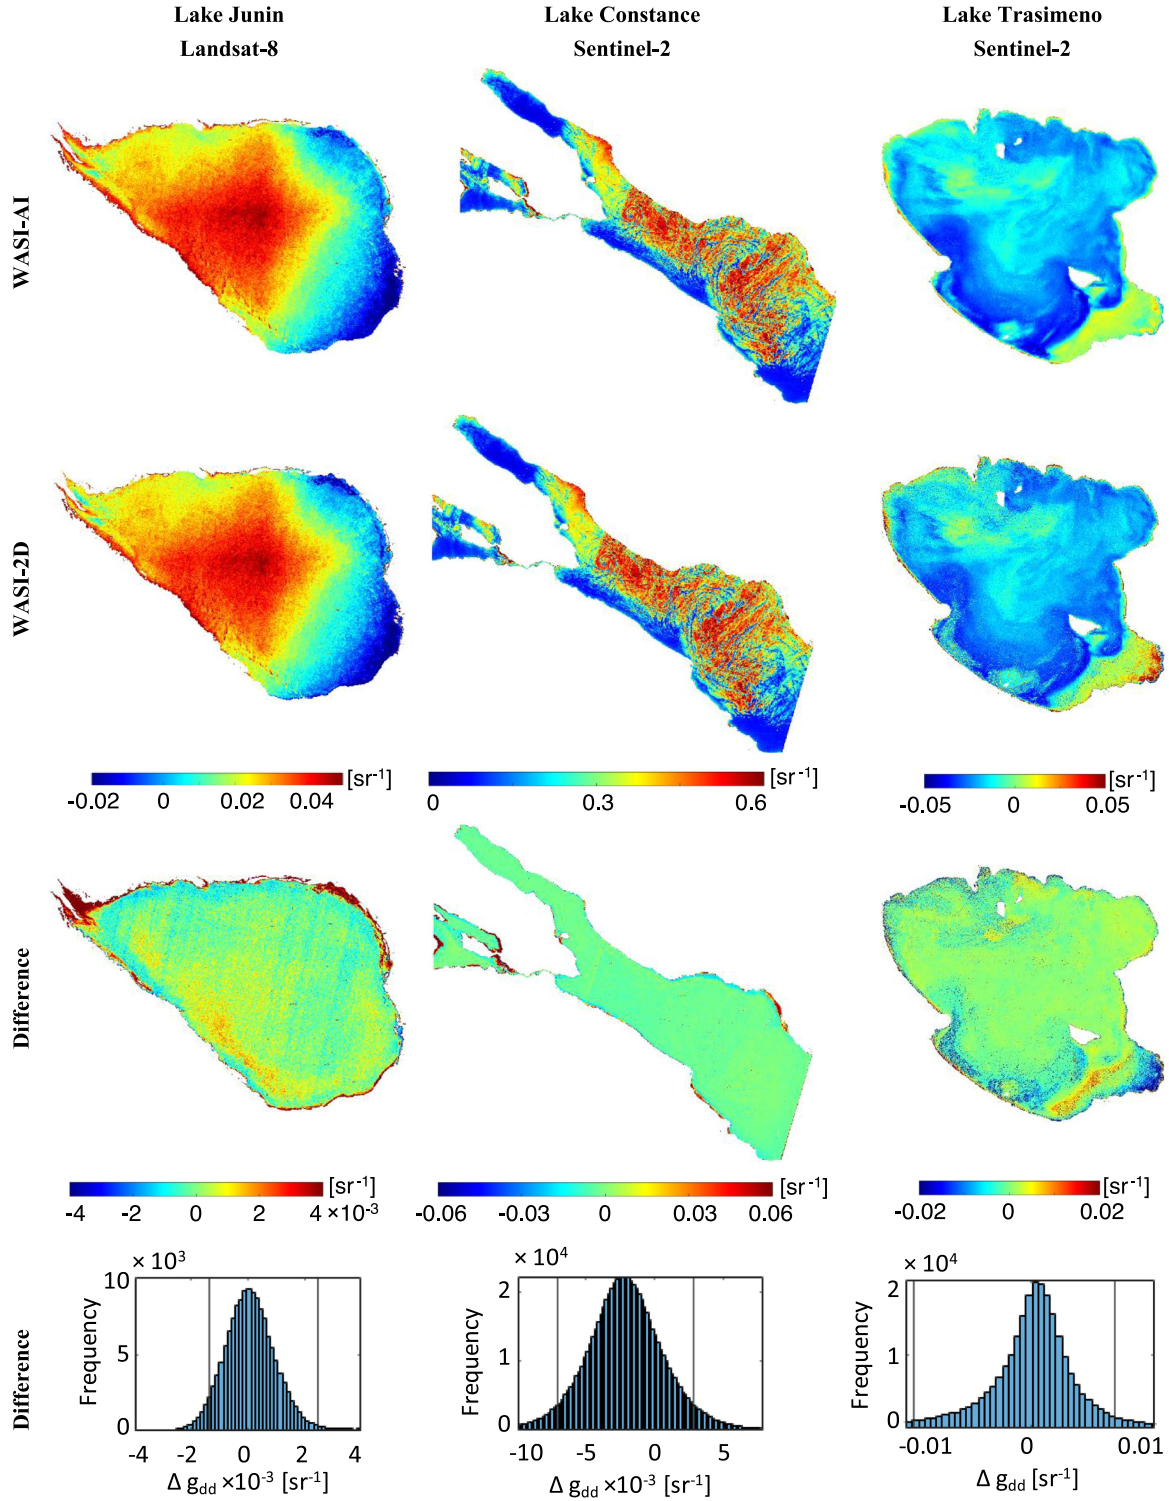 Lake Junin
Landsat-8
Lake Constance
Sentinel-2
Lake Trasimeno
Sentinel-2
WASI-AI
WASI-2D
[sr⁻¹]
-0.02 0 0.02 0.04
[sr⁻¹]
0 0.3 0.6
[sr⁻¹]
-0.05 0 0.05
Difference
[sr⁻¹]
-4 -2 0 2 4 ×10⁻³
[sr⁻¹]
-0.06 -0.03 0 0.03 0.06
[sr⁻¹]
-0.02 0 0.02
Difference
× 10³
10
5
0
Frequency
-4 -2 0 2 4
Δ g_dd ×10⁻³ [sr⁻¹]
× 10⁴
2
1
0
Frequency
-10 -5 0 5
Δ g_dd ×10⁻³ [sr⁻¹]
× 10⁴
2
1
0
Frequency
-0.01 0 0.01
Δ g_dd [sr⁻¹]